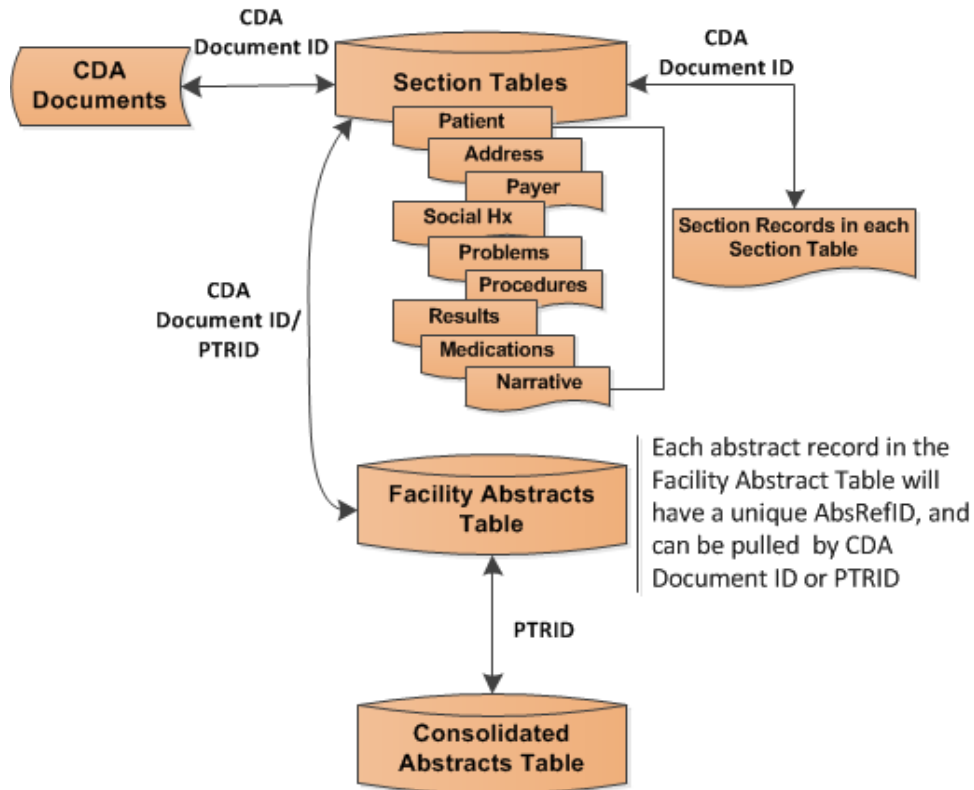 CDA
Document ID
CDA
Documents
Section Tables
CDA
Document ID
Patient
Address
Payer
Social Hx
Problems
Procedures
Results
Medications
Narrative
Section Records in each
Section Table
CDA
Document ID/
PTRID
Facility Abstracts
Table
Each abstract record in the
Facility Abstract Table will
have a unique AbsRefID, and
can be pulled by CDA
Document ID or PTRID
PTRID
Consolidated
Abstracts Table